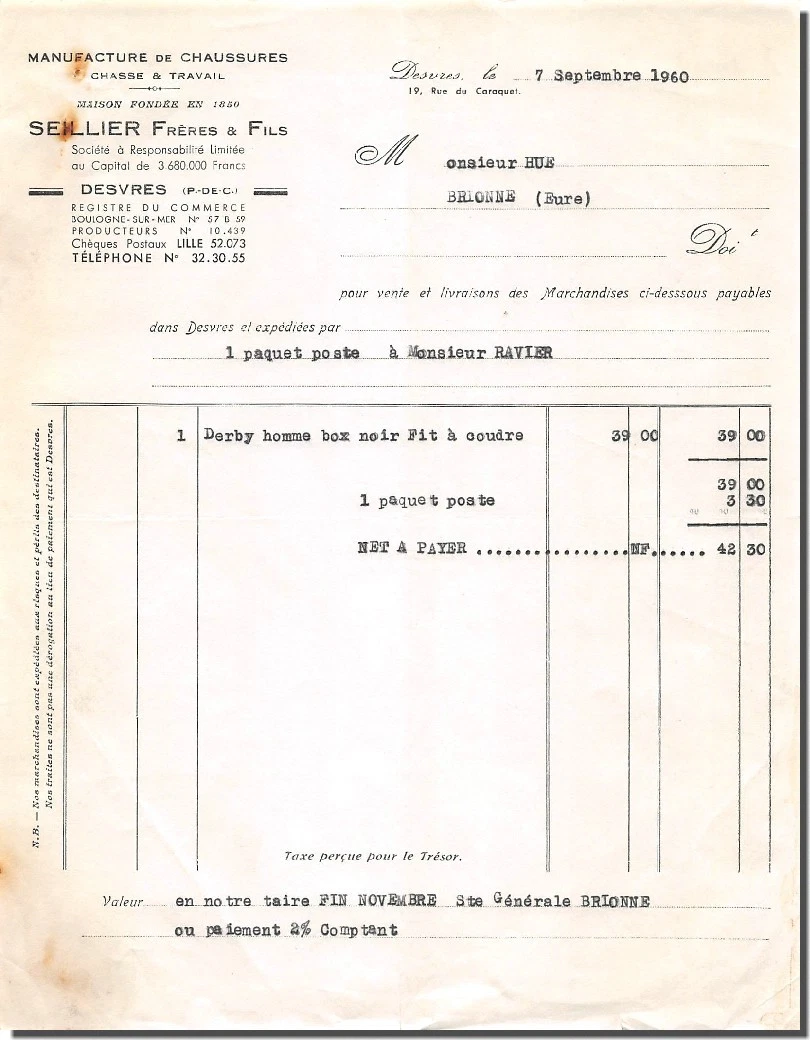 MANUFACTURE DE CHAUSSURES
CHASSE & TRAVAIL
MAISON FONDÉE EN 1850
SEILLIER FRÈRES & FILS
Société à Responsabilité Limitée
au Capital de 3.680.000 Francs
DESVRES (P.-DE-C.)
REGISTRE DU COMMERCE
BOULOGNE-SUR-MER N° 57 B 59
PRODUCTEURS N° 10.439
Chèques Postaux LILLE 52.073
TÉLÉPHONE N° 32.30.55
Desvres, le 7 Septembre 1960
19, Rue du Caraquet.
M onsieur HUE
BRIONNE (Eure)
Doit
pour vente et livraisons des Marchandises ci-desssous payables
dans Desvres et expédiées par
1 paquet poste à Monsieur RAVIER
1 Derby homme box noir Fit à coudre 39 00 39 00
39 00
1 paquet poste 3 30
NET A PAYER ................NF...... 42 30
N.B. — Nos marchandises sont expédiées aux risques et périls des destinataires.
Nos traites ne sont pas une dérogation au lieu de paiement qui est Desvres.
Taxe perçue pour le Trésor.
Valeur en notre taire FIN NOVEMBRE Ste Générale BRIONNE
ou paiement 2% Comptant